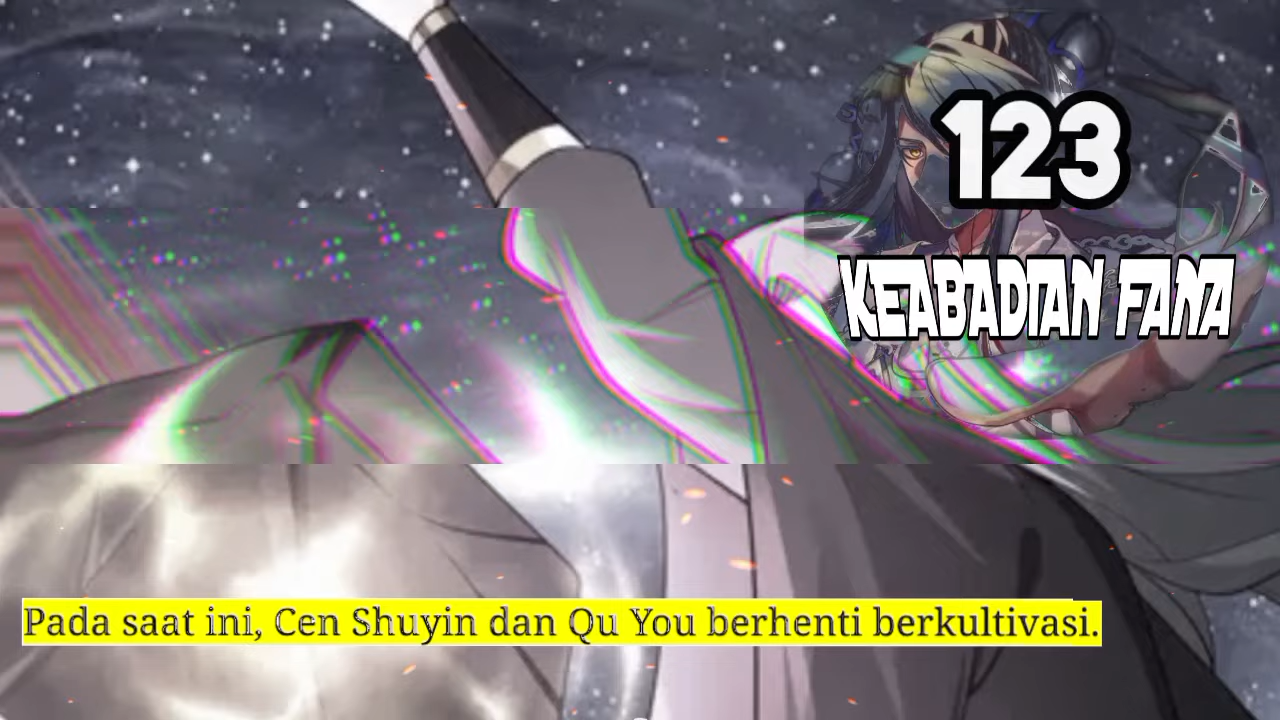 123
KEABADIAN FANA
Pada saat ini, Cen Shuyin dan Qu You berhenti berkultivasi.